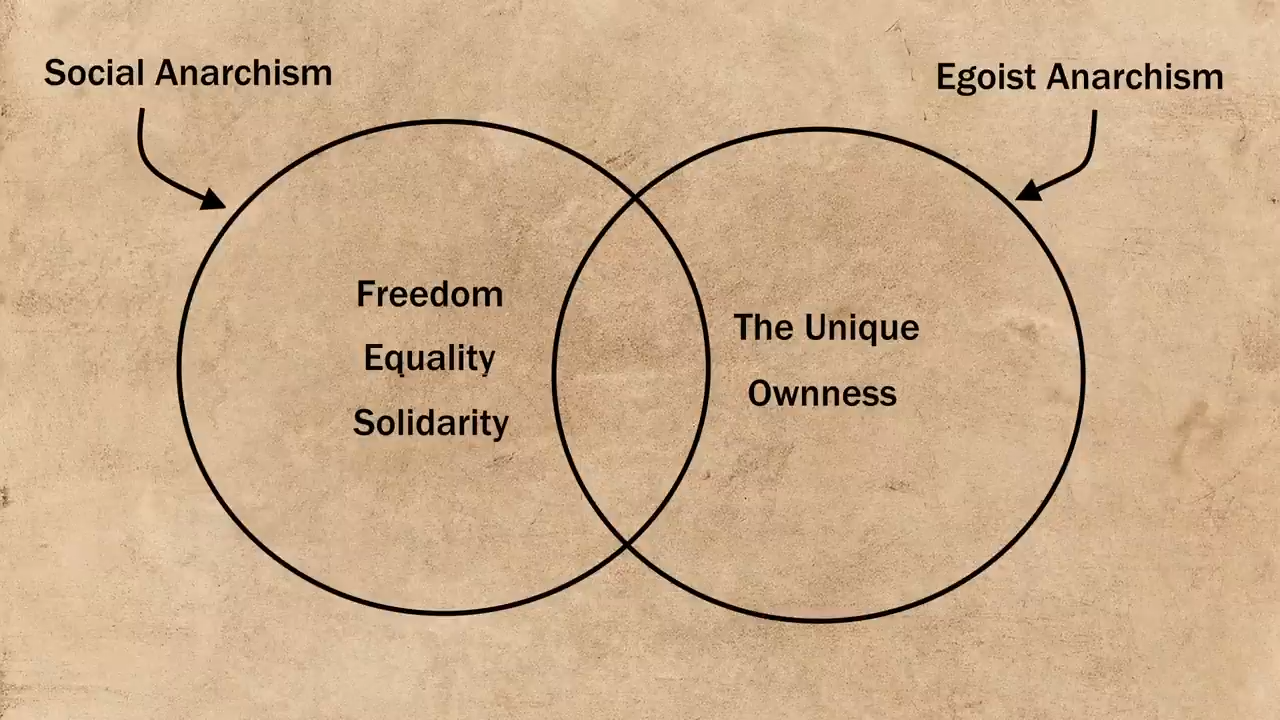 Social Anarchism
Egoist Anarchism
Freedom
Equality
Solidarity
The Unique
Ownness